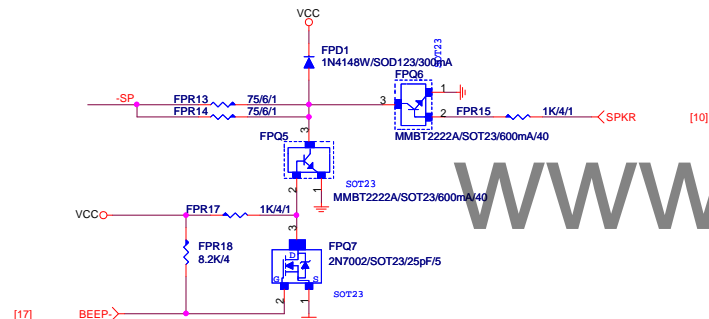 VCC
FPD1
1N4148W/SOD123/300mA
SOT23
FPQ6
-SP
FPR13 75/6/1
FPR14 75/6/1
3
1
2
FPR15 1K/4/1
SPKR [10]
MMBT2222A/SOT23/600mA/40
3
FPQ5
2
1
SOT23
MMBT2222A/SOT23/600mA/40
www
VCC
FPR17 1K/4/1
3
FPR18
8.2K/4
D
G
S
FPQ7
2N7002/SOT23/25pF/5
2
1
SOT23
[17] BEEP-